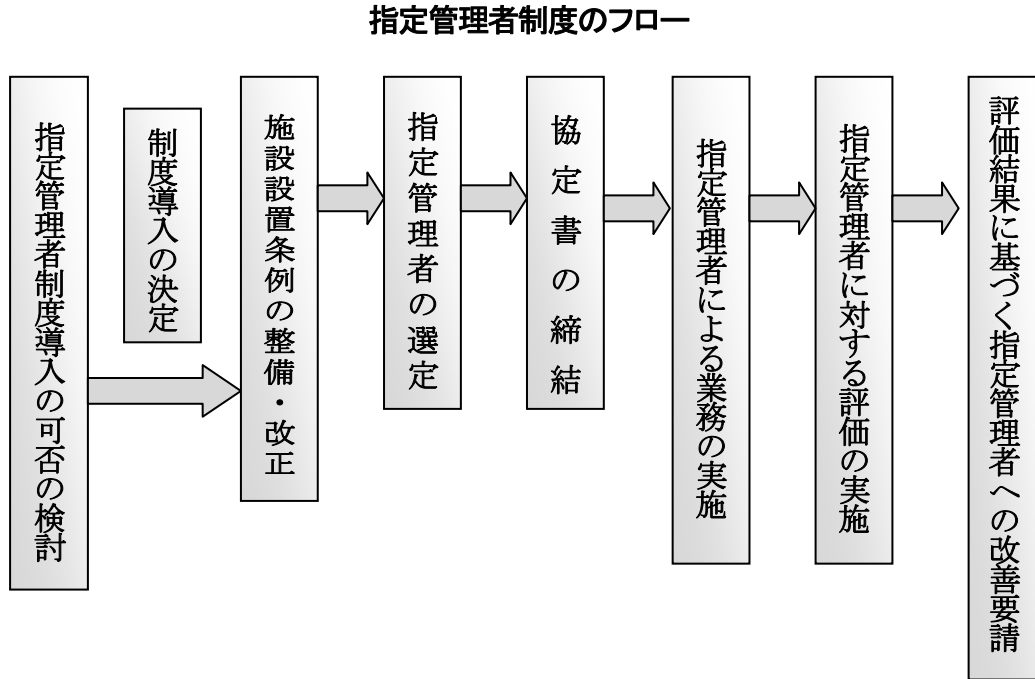 指定管理者制度のフロー
指定管理者制度導入の可否の検討
制度導入の決定
施設設置条例の整備・改正
指定管理者の選定
協定書の締結
指定管理者による業務の実施
指定管理者に対する評価の実施
評価結果に基づく指定管理者への改善要請